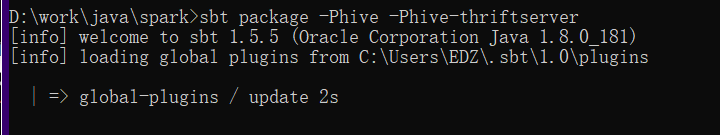 D:\work\java\spark>sbt package -Phive -Phive-thriftserver
[info] welcome to sbt 1.5.5 (Oracle Corporation Java 1.8.0_181)
[info] loading global plugins from C:\Users\EDZ\.sbt\1.0\plugins
| => global-plugins / update 2s